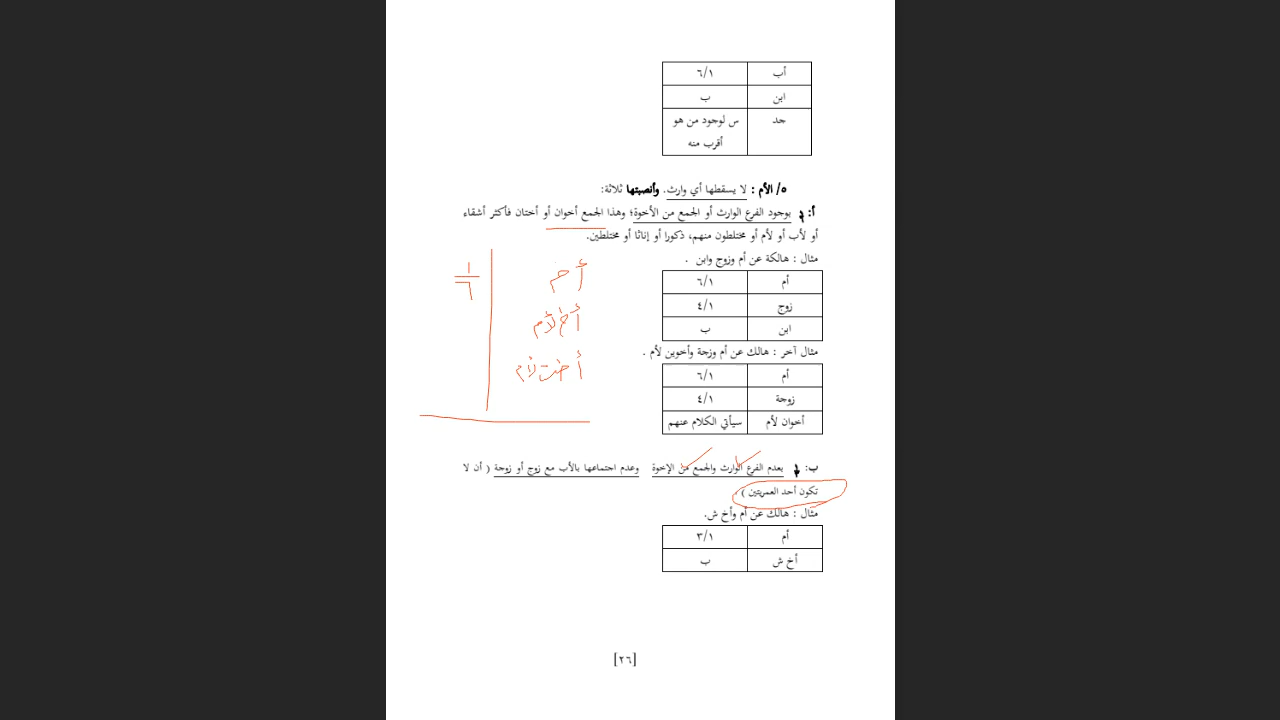 أب ٦/١
ابن ب
جد س لوجود من هو
أقرب منه
٥/ الأم : لا يسقطها أي وارث. وأنصبتها ثلاثة:
أ: بوجود الفرع الوارث أو الجمع من الأخوة؛ وهذا الجمع أخوان أو أختان فأكثر أشقاء
أو لأب أو لأم أو مختلطون منهم، ذكورا أو إناثا أو مختلطين.
مثال : هالكة عن أم وزوج وابن .
أم ٦/١
زوج ٤/١
ابن ب
مثال آخر : هالك عن أم وزجة وأخوين لأم .
أم ٦/١
زوجة ٤/١
أخوان لأم سيأتي الكلام عنهم
أم ١/٦
أخ لأم
أخت لأم
ب: بعدم الفرع الوارث والجمع من الإخوة وعدم اجتماعها بالأب مع زوج أو زوجة ( أن لا
تكون أحد العمريتين ) .
مثال : هالك عن أم وأخ ش.
أم ٣/١
أخ ش ب
[٢٦]